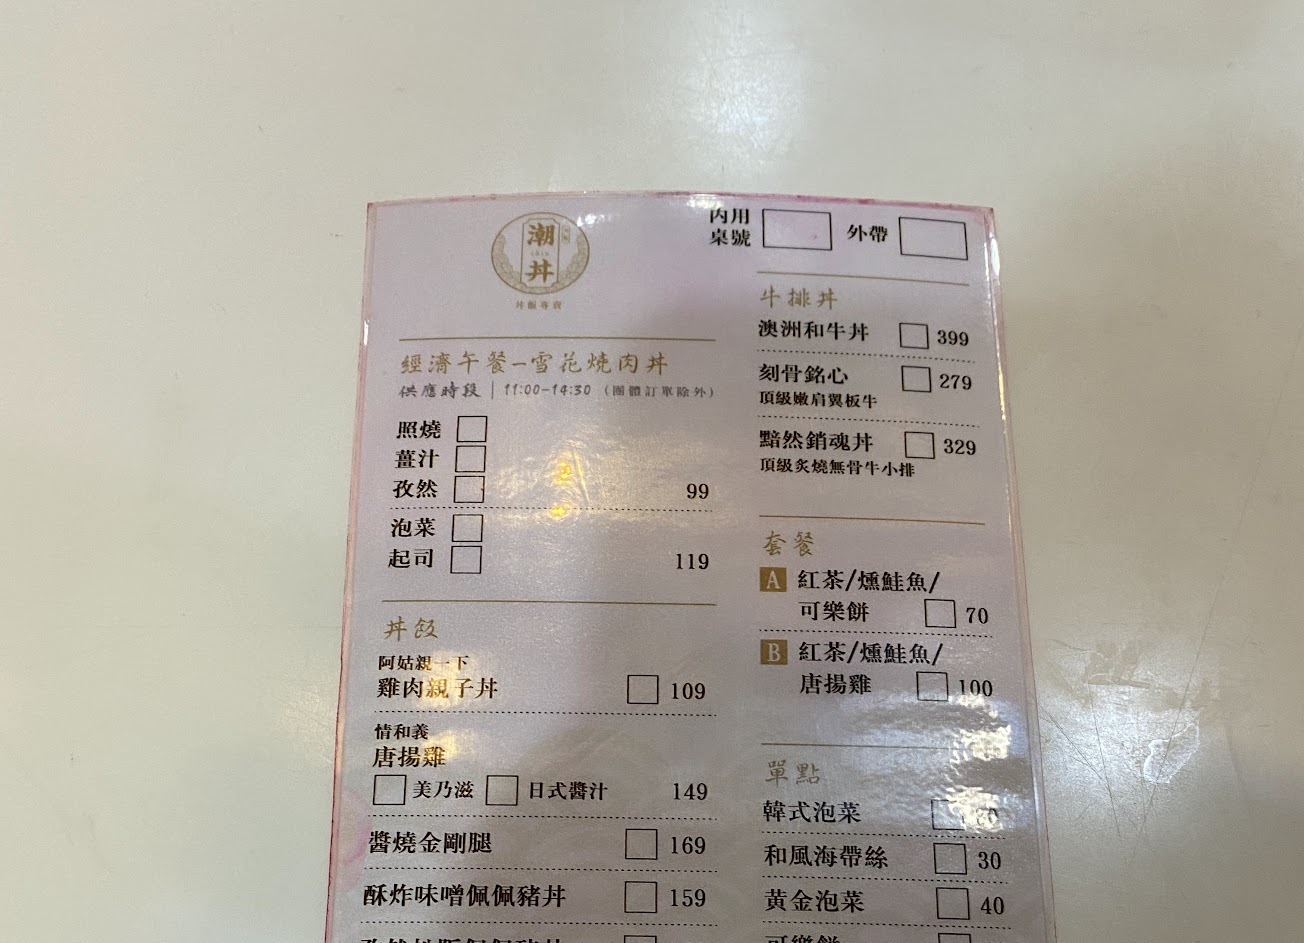 潮
丼
丼飯專賣
內用
桌號
外帶
經濟午餐–雪花燒肉丼
供應時段 | 11:00–14:30 (團體訂單除外)
照燒
薑汁
孜然 99
泡菜
起司 119
丼飯
阿姑親一下
雞肉親子丼 109
情和義
唐揚雞
美乃滋 日式醬汁 149
醬燒金剛腿 169
酥炸味噌佩佩豬丼 159
牛排丼
澳洲和牛丼 399
刻骨銘心 279
頂級嫩肩翼板牛
黯然銷魂丼 329
頂級炙燒無骨牛小排
套餐
A 紅茶/燻鮭魚/
可樂餅 70
B 紅茶/燻鮭魚/
唐揚雞 100
單點
韓式泡菜
和風海帶絲 30
黃金泡菜 40
可樂餅